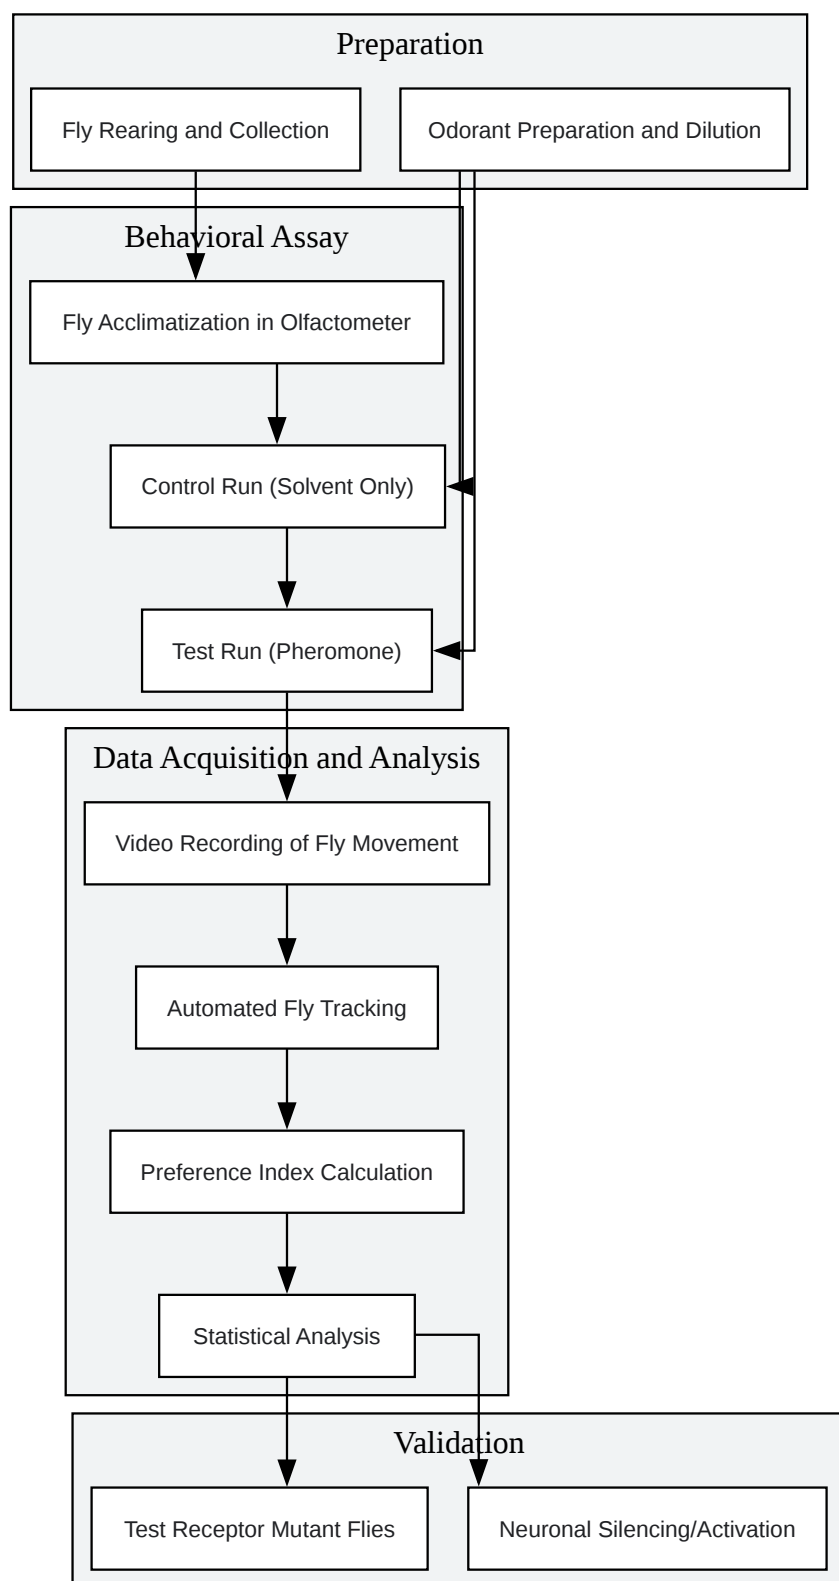 Preparation
Fly Rearing and Collection
Odorant Preparation and Dilution
Behavioral Assay
Fly Acclimatization in Olfactometer
Control Run (Solvent Only)
Test Run (Pheromone)
Data Acquisition and Analysis
Video Recording of Fly Movement
Automated Fly Tracking
Preference Index Calculation
Statistical Analysis
Validation
Test Receptor Mutant Flies
Neuronal Silencing/Activation